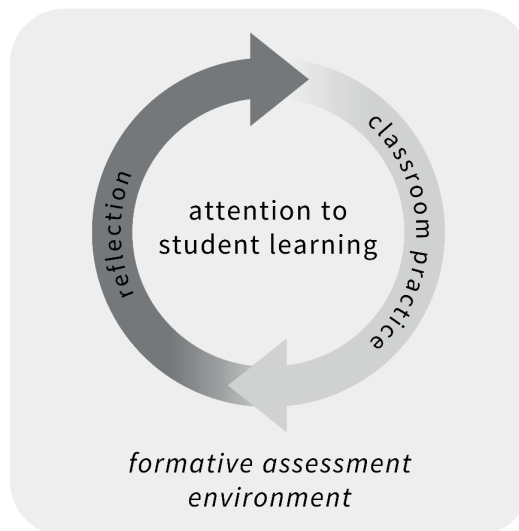 reflection
classroom practice
attention to
student learning
formative assessment
environment